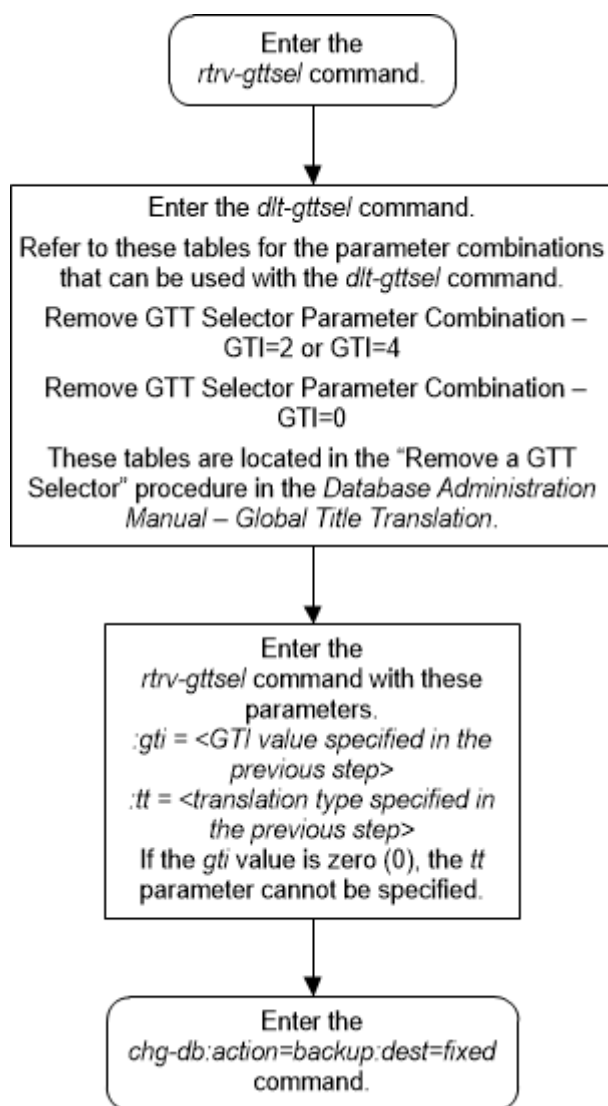 Enter the
rtrv-gttsel command.
Enter the dlt-gttsel command.
Refer to these tables for the parameter combinations
that can be used with the dlt-gttsel command.
Remove GTT Selector Parameter Combination –
GTI=2 or GTI=4
Remove GTT Selector Parameter Combination –
GTI=0
These tables are located in the “Remove a GTT
Selector” procedure in the Database Administration
Manual – Global Title Translation.
Enter the
rtrv-gttsel command with these
parameters.
:gti = <GTI value specified in the
previous step>
:tt = <translation type specified in
the previous step>
If the gti value is zero (0), the tt
parameter cannot be specified.
Enter the
chg-db:action=backup:dest=fixed
command.